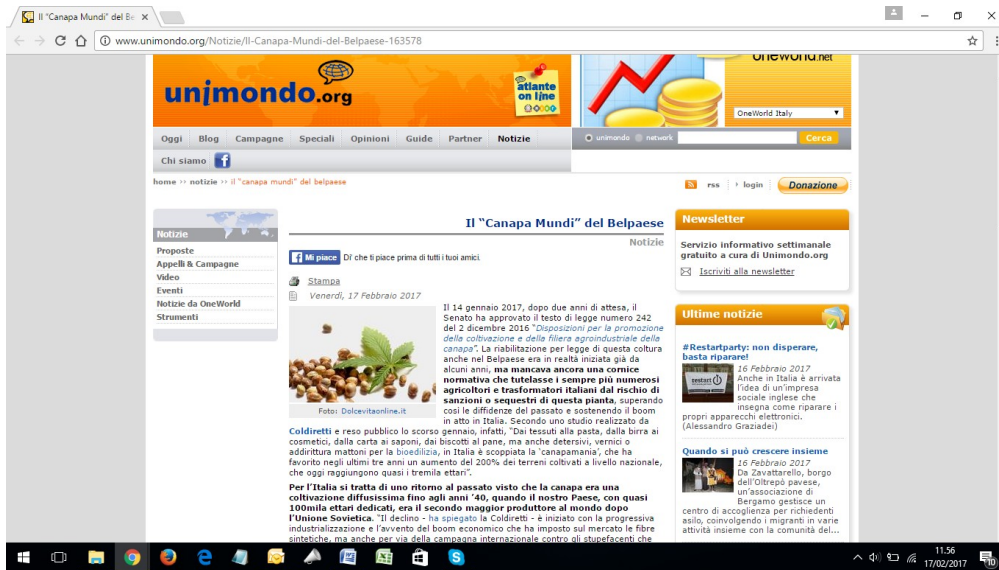 Il "Canapa Mundi" del Be
www.unimondo.org/Notizie/Il-Canapa-Mundi-del-Belpaese-163578
unimondo.org
atlante
on line
oneworld.net
OneWorld Italy
Oggi Blog Campagne Speciali Opinioni Guide Partner Notizie
unimondo network Cerca
Chi siamo
home >> notizie >> il "canapa mundi" del belpaese
rss login Donazione
Notizie
Proposte
Appelli & Campagne
Video
Eventi
Notizie da OneWorld
Strumenti
Il “Canapa Mundi” del Belpaese
Notizie
Mi piace Di' che ti piace prima di tutti i tuoi amici.
Stampa
Venerdì, 17 Febbraio 2017
Il 14 gennaio 2017, dopo due anni di attesa, il
Senato ha approvato il testo di legge numero 242
del 2 dicembre 2016 “Disposizioni per la promozione
della coltivazione e della filiera agroindustriale della
canapa”. La riabilitazione per legge di questa coltura
anche nel Belpaese era in realtà iniziata già da
alcuni anni, ma mancava ancora una cornice
normativa che tutelasse i sempre più numerosi
agricoltori e trasformatori italiani dal rischio di
sanzioni o sequestri di questa pianta, superando
così le diffidenze del passato e sostenendo il boom
in atto in Italia. Secondo uno studio realizzato da
Foto: Dolcevitaonline.it
Coldiretti e reso pubblico lo scorso gennaio, infatti, “Dai tessuti alla pasta, dalla birra ai
cosmetici, dalla carta ai saponi, dai biscotti al pane, ma anche detersivi, vernici o
addirittura mattoni per la bioedilizia, in Italia è scoppiata la ‘canapamania’, che ha
favorito negli ultimi tre anni un aumento del 200% dei terreni coltivati a livello nazionale,
che oggi raggiungono quasi i tremila ettari”.
Per l’Italia si tratta di uno ritorno al passato visto che la canapa era una
coltivazione diffusissima fino agli anni ’40, quando il nostro Paese, con quasi
100mila ettari dedicati, era il secondo maggior produttore al mondo dopo
l’Unione Sovietica. “Il declino - ha spiegato la Coldiretti - è iniziato con la progressiva
industrializzazione e l’avvento del boom economico che ha imposto sul mercato le fibre
sintetiche, ma anche per via della campagna internazionale contro gli stupefacenti che
Newsletter
Servizio informativo settimanale
gratuito a cura di Unimondo.org
Iscriviti alla newsletter
Ultime notizie
#Restartparty: non disperare,
basta riparare!
16 Febbraio 2017
Anche in Italia è arrivata
l’idea di un’impresa
sociale inglese che
insegna come riparare i
propri apparecchi elettronici.
(Alessandro Graziadei)
restart
Quando si può crescere insieme
16 Febbraio 2017
Da Zavattarello, borgo
dell’Oltrepò pavese,
un’associazione di
Bergamo gestisce un
centro di accoglienza per richiedenti
asilo, coinvolgendo i migranti in varie
attività insieme con la comunità del...
11.56
17/02/2017
10